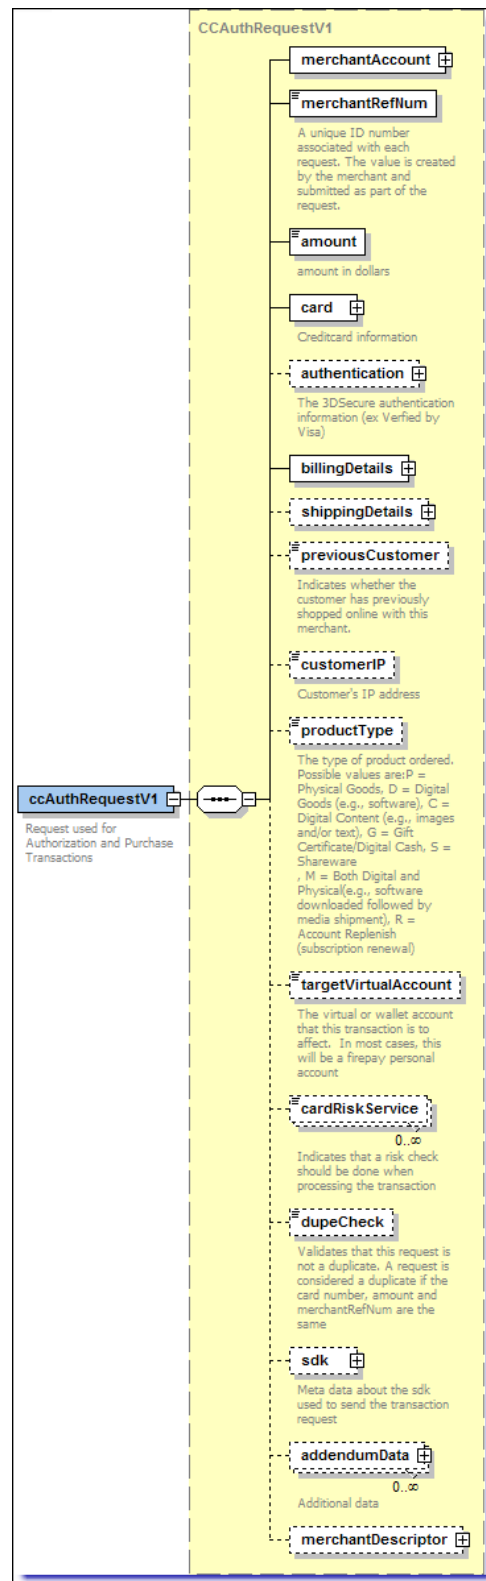 CCAuthRequestV1
merchantAccount
merchantRefNum
A unique ID number
associated with each
request. The value is created
by the merchant and
submitted as part of the
request.
amount
amount in dollars
card
Creditcard information
authentication
The 3DSecure authentication
information (ex Verfied by
Visa)
billingDetails
shippingDetails
previousCustomer
Indicates whether the
customer has previously
shopped online with this
merchant.
customerIP
Customer's IP address
productType
The type of product ordered.
Possible values are:P =
Physical Goods, D = Digital
Goods (e.g., software), C =
Digital Content (e.g., images
and/or text), G = Gift
Certificate/Digital Cash, S =
Shareware
, M = Both Digital and
Physical(e.g., software
downloaded followed by
media shipment), R =
Account Replenish
(subscription renewal)
ccAuthRequestV1
Request used for
Authorization and Purchase
Transactions
targetVirtualAccount
The virtual or wallet account
that this transaction is to
affect.  In most cases, this
will be a firepay personal
account
cardRiskService
0..∞
Indicates that a risk check
should be done when
processing the transaction
dupeCheck
Validates that this request is
not a duplicate. A request is
considered a duplicate if the
card number, amount and
merchantRefNum are the
same
sdk
Meta data about the sdk
used to send the transaction
request
addendumData
0..∞
Additional data
merchantDescriptor